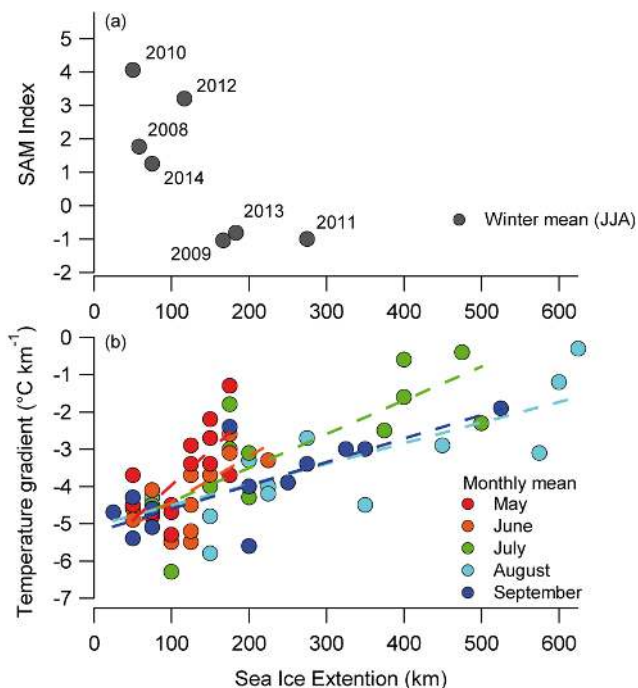 (a)
SAM Index
5
4
3
2
1
0
-1
-2
2010
2012
2008
2014
2013
2011
2009
Winter mean (JJA)
0 100 200 300 400 500 600
(b)
Temperature gradient (°C km-1)
0
-1
-2
-3
-4
-5
-6
-7
Monthly mean
May
June
July
August
September
0 100 200 300 400 500 600
Sea Ice Extention (km)